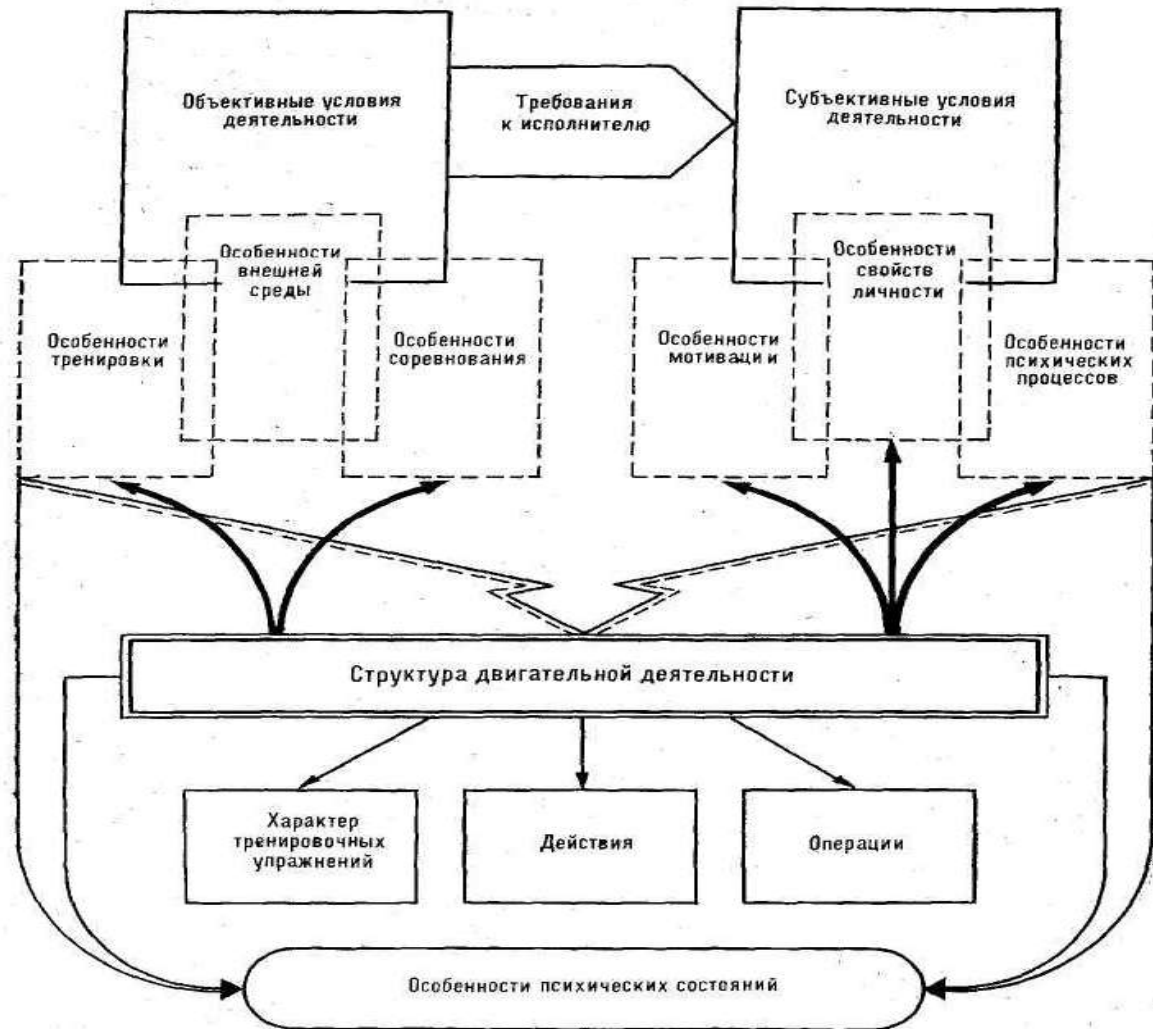 Объективные условия
деятельности
Требования
к исполнителю
Субъективные условия
деятельности
Особенности
внешней
среды
Особенности
свойств
личности
Особенности
тренировки
Особенности
соревнования
Особенности
мотивации
Особенности
психических
процессов
Структура двигательной деятельности
Характер
тренировочных
упражнений
Действия
Операции
Особенности психических состояний